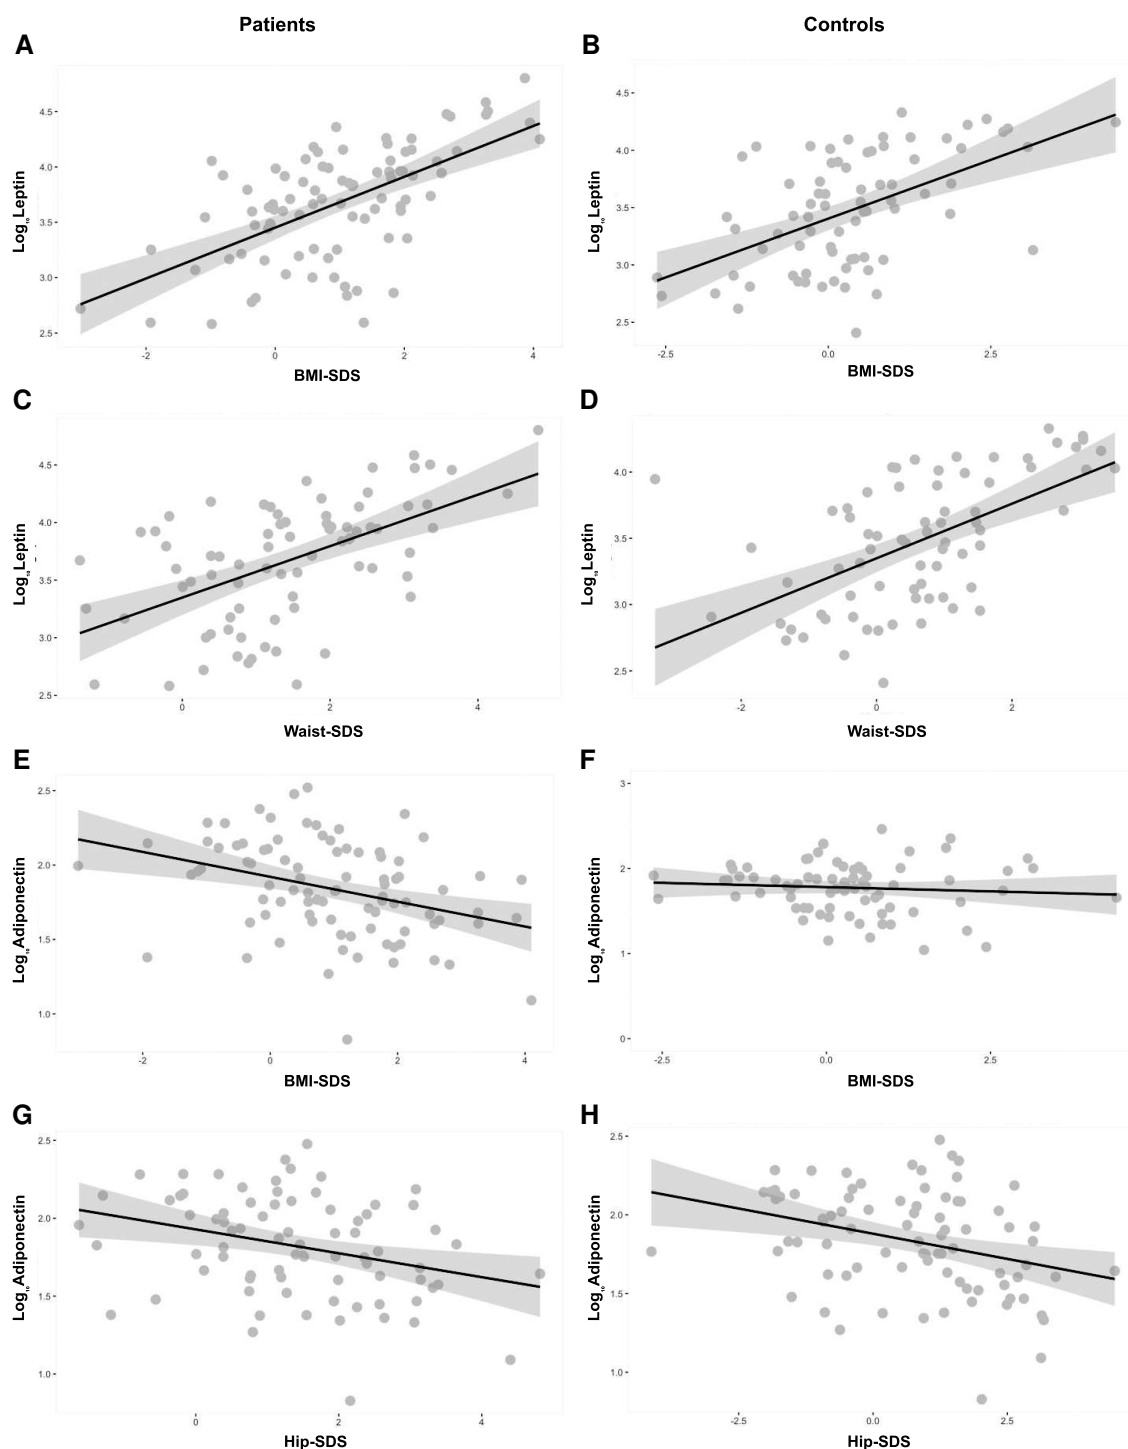 Patients Controls
A B
4.5
4.0
3.5
3.0
2.5
Log₁₀Leptin
-2 0 2 4
BMI-SDS
4.5
4.0
3.5
3.0
2.5
Log₁₀Leptin
-2.5 0.0 2.5
BMI-SDS
C D
4.5
4.0
3.5
3.0
2.5
Log₁₀Leptin
0 2 4
Waist-SDS
4.0
3.5
3.0
2.5
Log₁₀Leptin
-2 0 2
Waist-SDS
E F
2.5
2.0
1.5
1.0
Log₁₀Adiponectin
-2 0 2 4
BMI-SDS
3
2
1
0
Log₁₀Adiponectin
-2.5 0.0 2.5
BMI-SDS
G H
2.5
2.0
1.5
1.0
Log₁₀Adiponectin
0 2 4
Hip-SDS
2.5
2.0
1.5
1.0
Log₁₀Adiponectin
-2.5 0.0 2.5
Hip-SDS